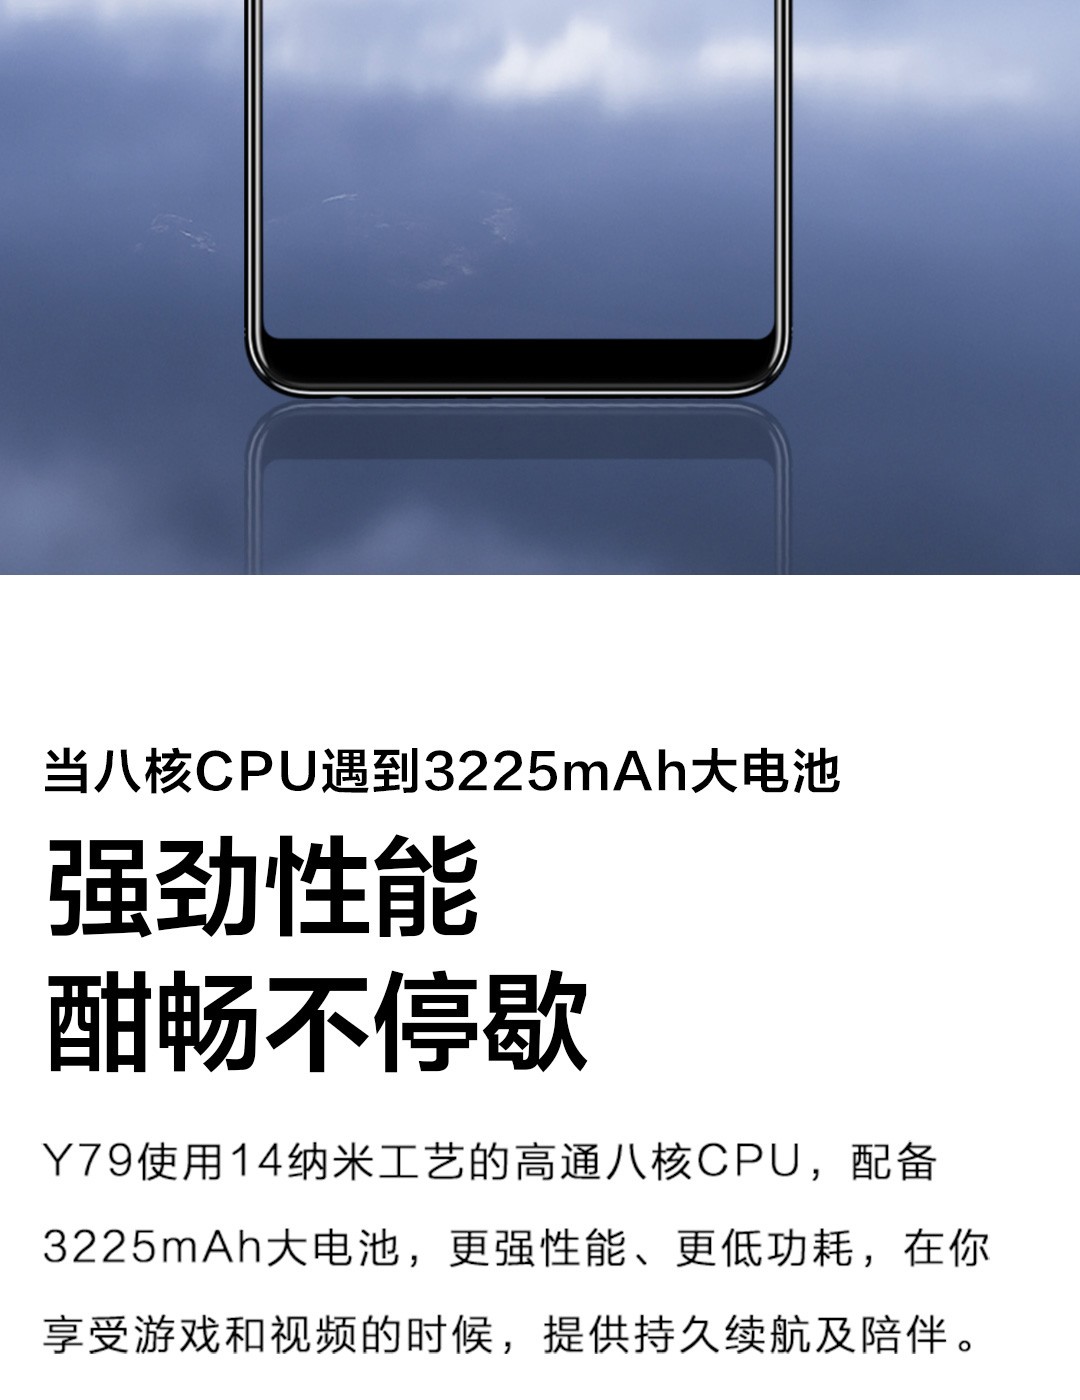 当八核CPU遇到3225mAh大电池
强劲性能
酣畅不停歇
Y79使用14纳米工艺的高通八核CPU，配备
3225mAh大电池，更强性能、更低功耗，在你
享受游戏和视频的时候，提供持久续航及陪伴。